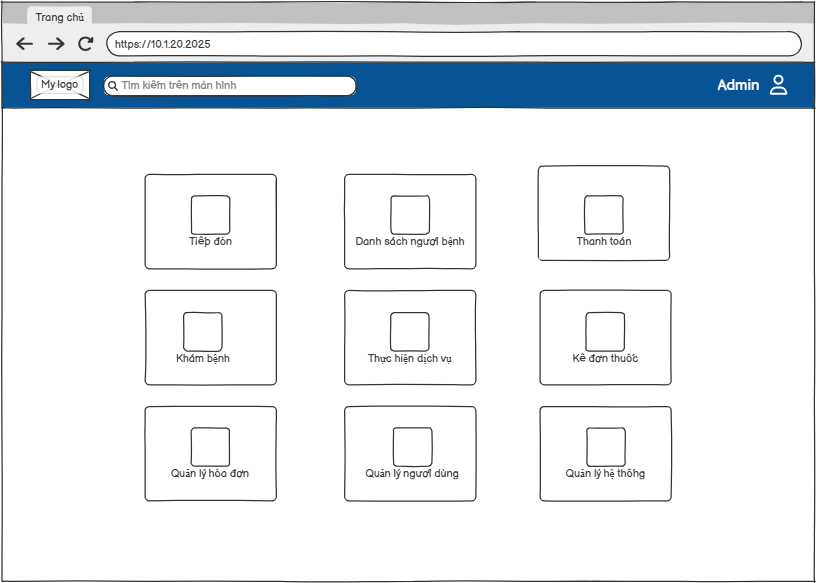 Trang chủ
https://10.1.20.2025
My logo
Tìm kiếm trên màn hình
Admin
Tiếp đón
Danh sách người bệnh
Thanh toán
Khám bệnh
Thực hiện dịch vụ
Kê đơn thuốc
Quản lý hóa đơn
Quản lý người dùng
Quản lý hệ thống